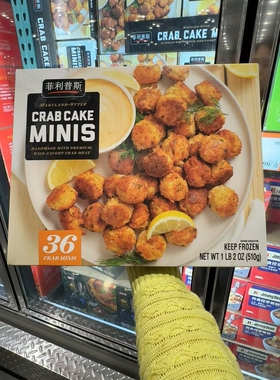 菲利普斯
MARYLAND-STYLE
CRAB CAKE
MINIS
HANDMADE WITH PREMIUM,
WILD CAUGHT CRAB MEAT
36
CRAB MINIS
KEEP FROZEN
NET WT 1 LB 2 OZ (510g)
CRAB CAKE M